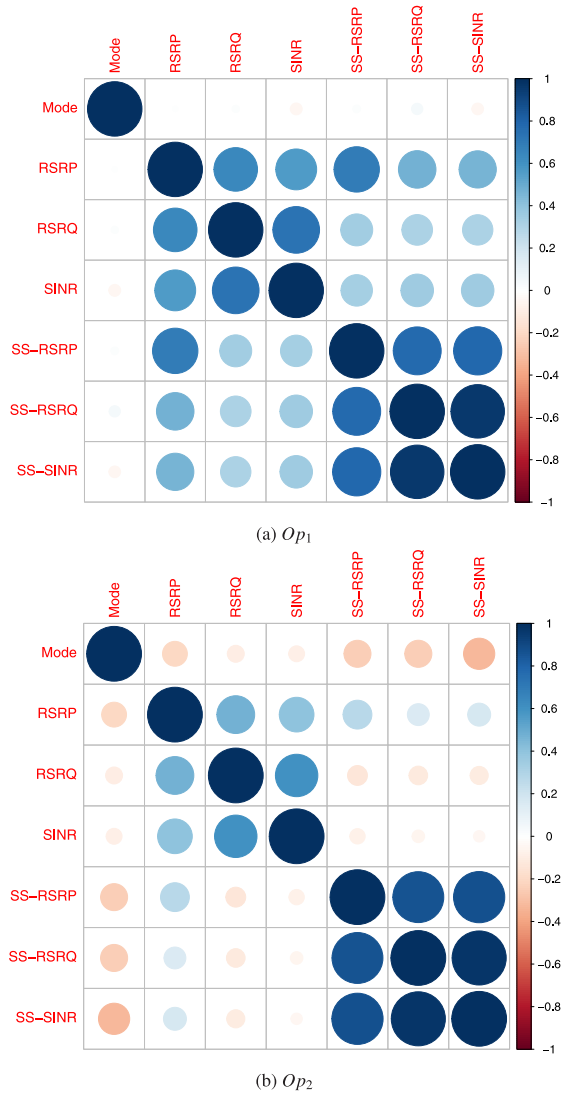 Mode RSRP RSRQ SINR SS−RSRP SS−RSRQ SS−SINR
Mode
RSRP
RSRQ
SINR
SS−RSRP
SS−RSRQ
SS−SINR
1
0.8
0.6
0.4
0.2
0
−0.2
−0.4
−0.6
−0.8
−1
(a) Op1
Mode RSRP RSRQ SINR SS−RSRP SS−RSRQ SS−SINR
Mode
RSRP
RSRQ
SINR
SS−RSRP
SS−RSRQ
SS−SINR
1
0.8
0.6
0.4
0.2
0
−0.2
−0.4
−0.6
−0.8
−1
(b) Op2